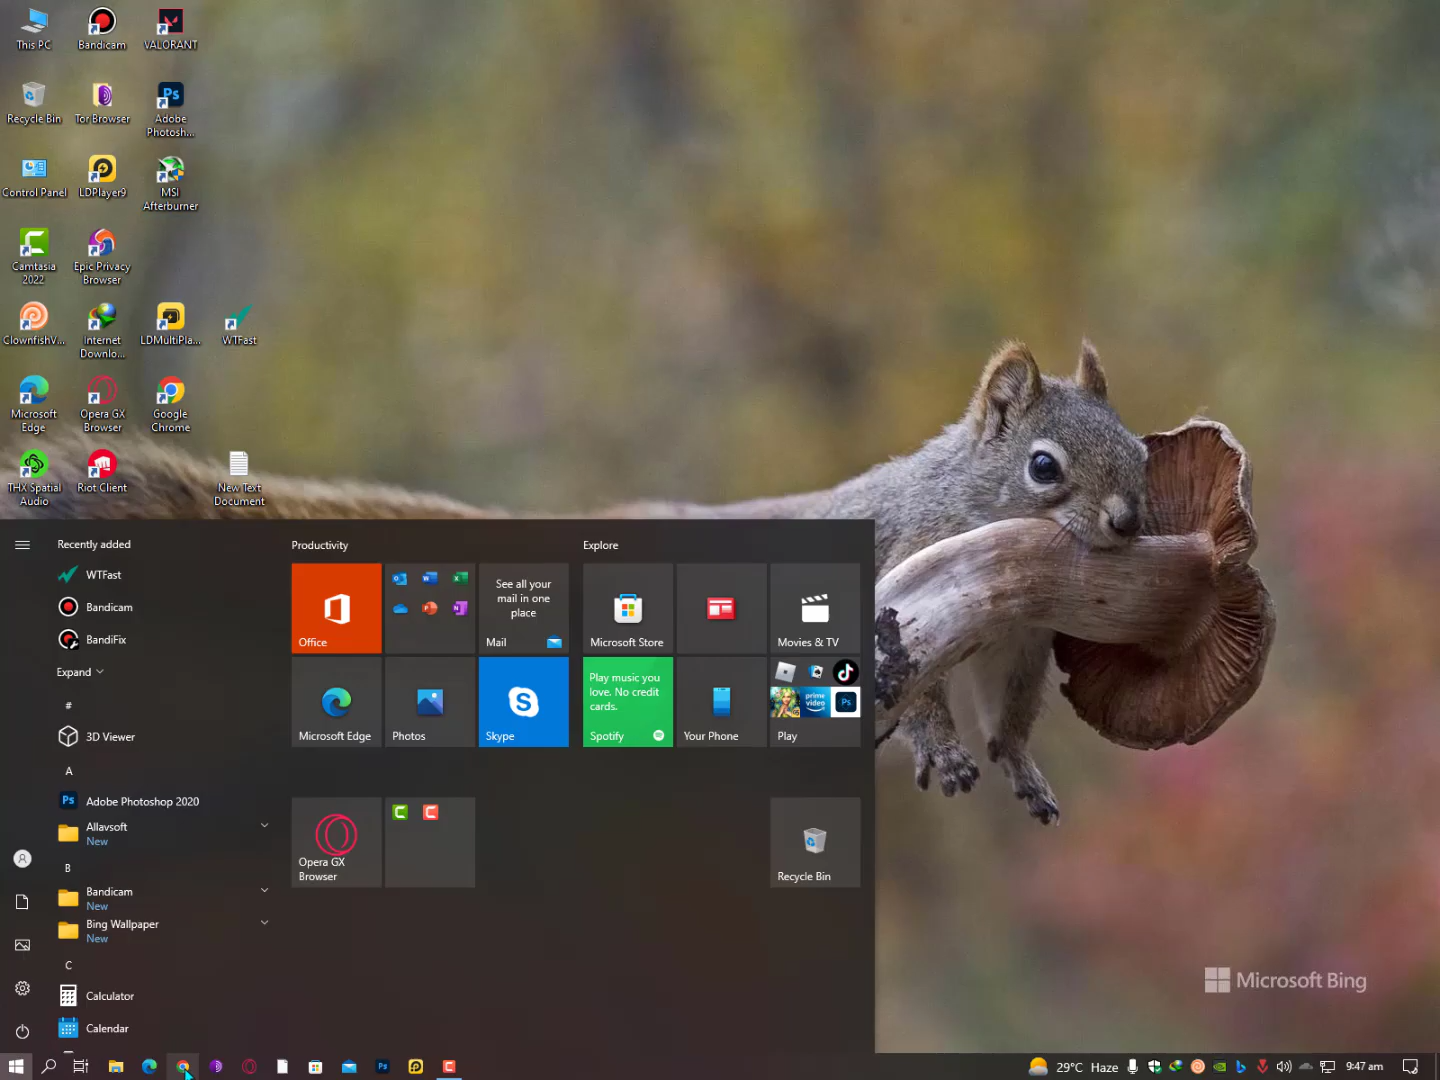 This PC
Bandicam
VALORANT
Recycle Bin
Tor Browser
Adobe
Photosh...
Control Panel
LDPlayer9
MSI
Afterburner
Camtasia
2022
Epic Privacy
Browser
ClownfishV...
Internet
Downlo...
LDMultiPla...
WTFast
Microsoft
Edge
Opera GX
Browser
Google
Chrome
THX Spatial
Audio
Riot Client
New Text
Document
Recently added
WTFast
Bandicam
BandiFix
Expand
#
3D Viewer
A
Adobe Photoshop 2020
Allavsoft
New
B
Bandicam
New
Bing Wallpaper
New
C
Calculator
Calendar
Productivity
Office
See all your
mail in one
place
Mail
Microsoft Edge
Photos
Skype
Opera GX
Browser
Explore
Microsoft Store
Movies & TV
Play music you
love. No credit
cards.
Spotify
Your Phone
prime
video
Ps
Play
Recycle Bin
Microsoft Bing
29°C Haze
9:47 am